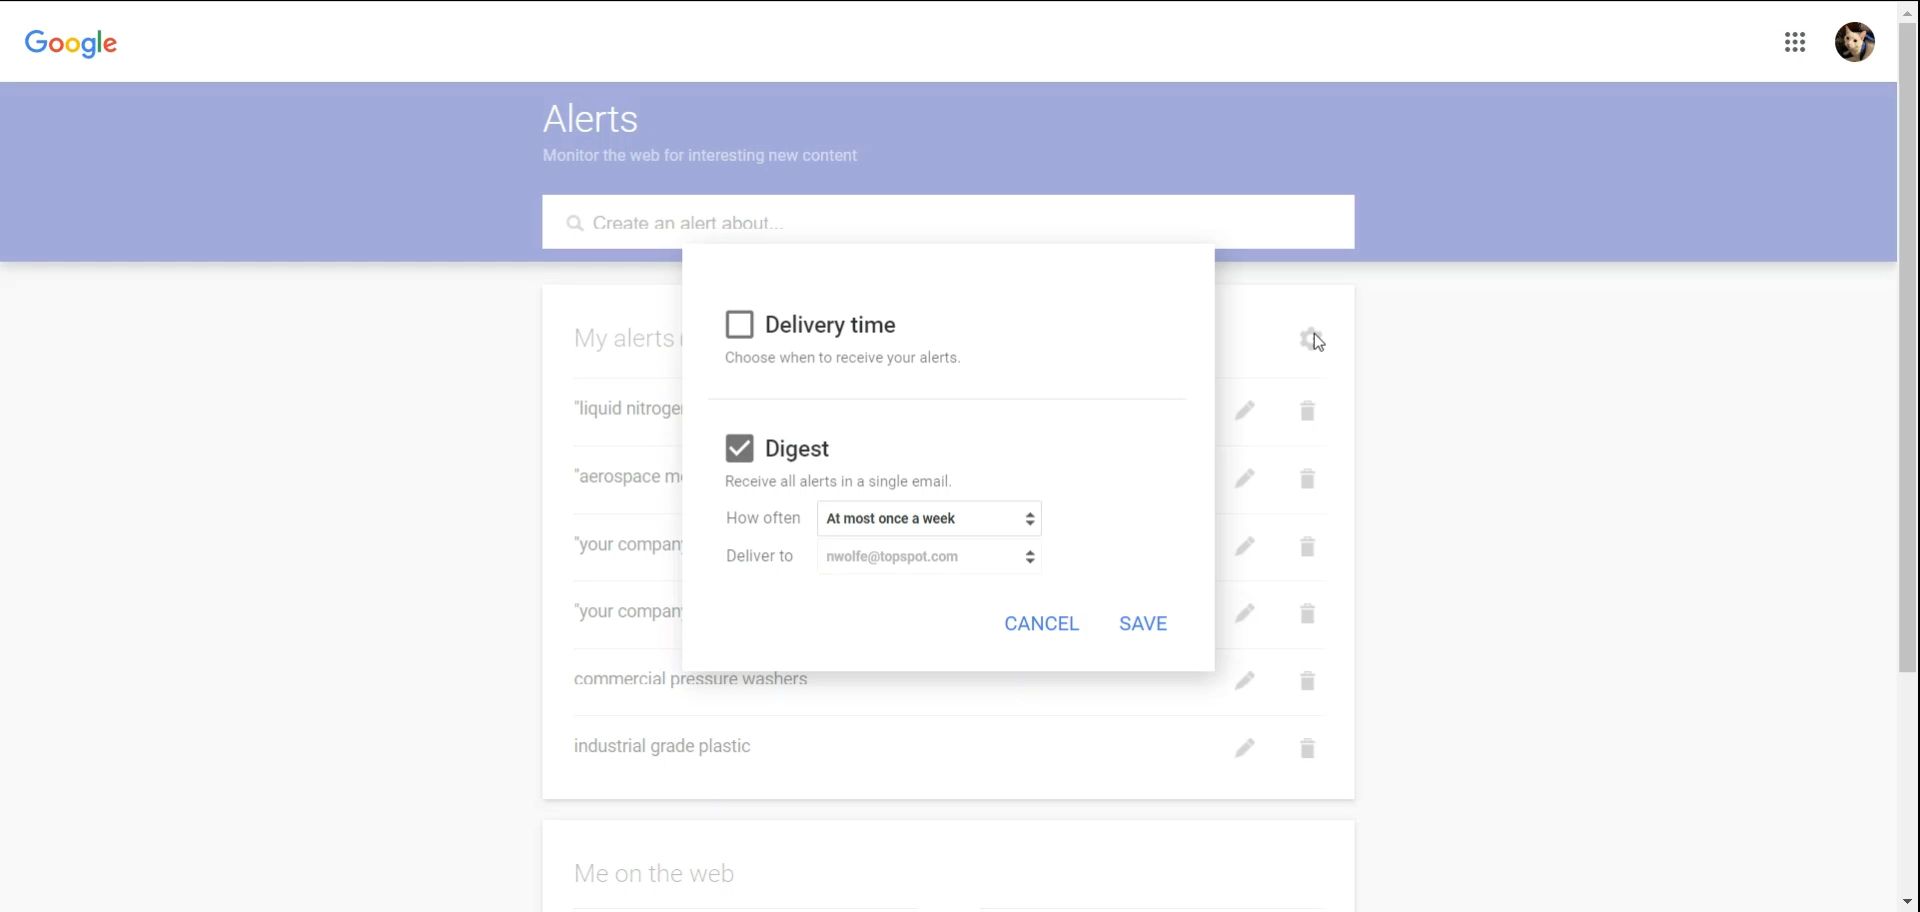 Google
Alerts
Monitor the web for interesting new content
Create an alert about...
My alerts
Delivery time
Choose when to receive your alerts.
"liquid nitroge
Digest
"aerospace m
Receive all alerts in a single email.
How often At most once a week
"your company
Deliver to nwolfe@topspot.com
"your company
CANCEL SAVE
commercial pressure washers
industrial grade plastic
Me on the web